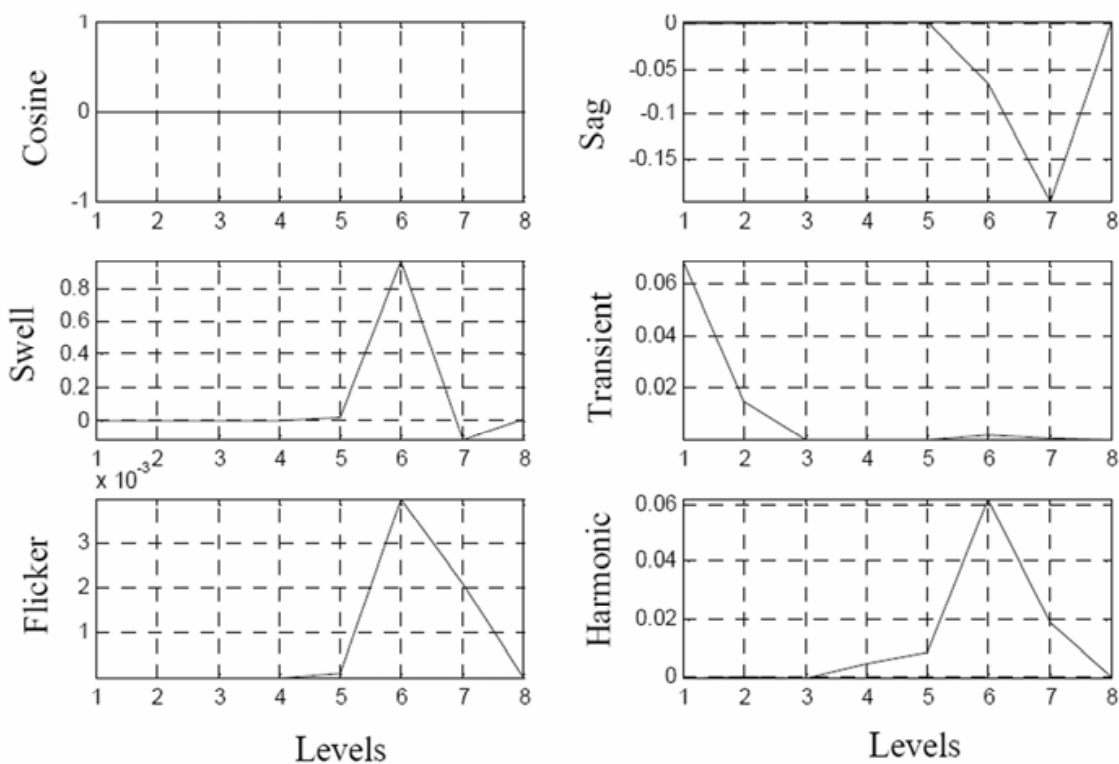 Cosine
1
0
-1
1 2 3 4 5 6 7 8
Sag
0
-0.05
-0.1
-0.15
1 2 3 4 5 6 7 8
Swell
0.8
0.6
0.4
0.2
0
1 2 3 4 5 6 7 8
Transient
0.06
0.04
0.02
1 2 3 4 5 6 7 8
Flicker
x 10-3
3
2
1
1 2 3 4 5 6 7 8
Levels
Harmonic
0.06
0.04
0.02
0
1 2 3 4 5 6 7 8
Levels